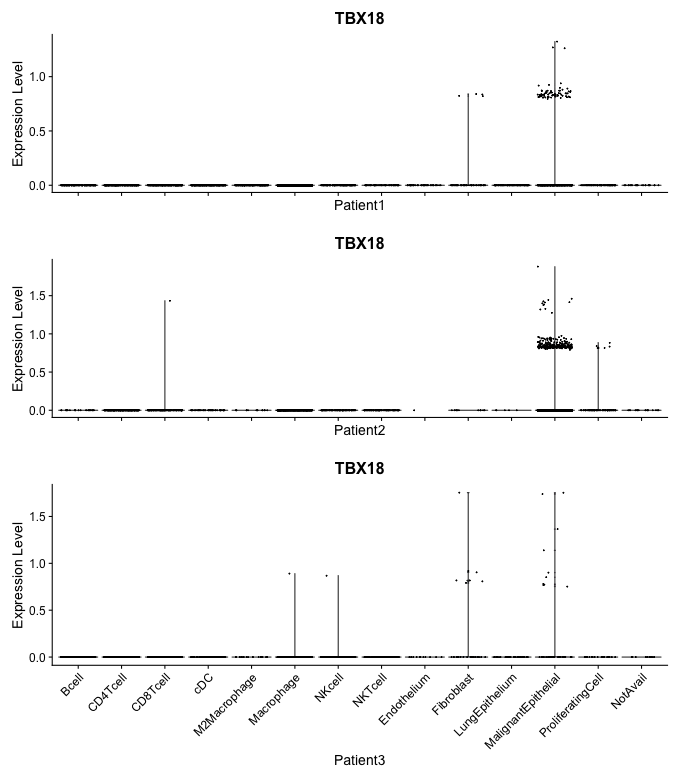 TBX18
Expression Level
1.0
0.5
0.0
Patient1
TBX18
Expression Level
1.5
1.0
0.5
0.0
Patient2
TBX18
Expression Level
1.5
1.0
0.5
0.0
Bcell
CD4Tcell
CD8Tcell
cDC
M2Macrophage
Macrophage
NKcell
NKTcell
Endothelium
Fibroblast
LungEpithelium
MalignantEpithelial
ProliferatingCell
NotAvail
Patient3